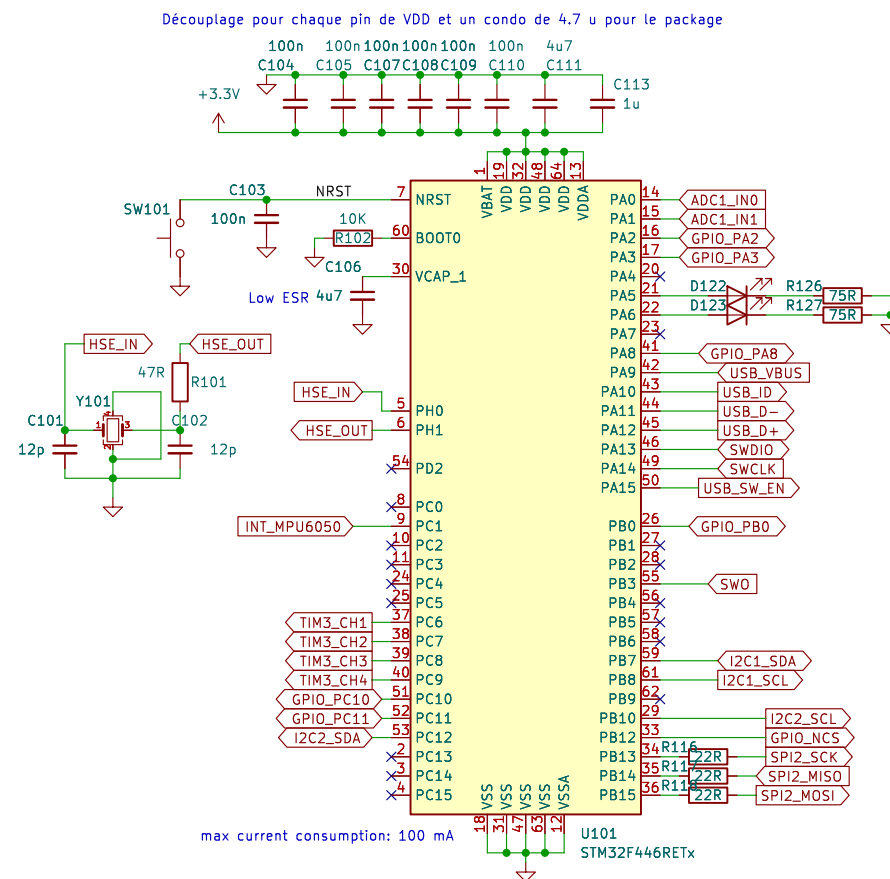 Découplage pour chaque pin de VDD et un condo de 4.7 u pour le package
100n 100n 100n 100n 100n 100n 4u7
C104 C105 C107 C108 C109 C110 C111 C113
1u
+3.3V
1 19 32 48 64 13
VBAT VDD VDD VDD VDD VDDA
C103 NRST 7 NRST
SW101 100n
10K
R102 60 BOOT0
C106 30 VCAP_1
Low ESR 4u7
HSE_IN HSE_OUT
47R R101
Y101
1 2 3 4
C101 C102
12p 12p
HSE_IN 5 PH0
HSE_OUT 6 PH1
54 PD2
8 PC0
INT_MPU6050 9 PC1
10 PC2
11 PC3
24 PC4
25 PC5
TIM3_CH1 37 PC6
TIM3_CH2 38 PC7
TIM3_CH3 39 PC8
TIM3_CH4 40 PC9
GPIO_PC10 51 PC10
GPIO_PC11 52 PC11
I2C2_SDA 53 PC12
2 PC13
3 PC14
4 PC15
PA0 14 ADC1_IN0
PA1 15 ADC1_IN1
PA2 16 GPIO_PA2
PA3 17 GPIO_PA3
PA4 20
PA5 21 D122 R126 75R
PA6 22 D123 R127 75R
PA7 23
PA8 41 GPIO_PA8
PA9 42 USB_VBUS
PA10 43 USB_ID
PA11 44 USB_D-
PA12 45 USB_D+
PA13 46 SWDIO
PA14 49 SWCLK
PA15 50 USB_SW_EN
PB0 26 GPIO_PB0
PB1 27
PB2 28
PB3 55 SWO
PB4 56
PB5 57
PB6 58
PB7 59 I2C1_SDA
PB8 61 I2C1_SCL
PB9 62
PB10 29 I2C2_SCL
PB12 33 GPIO_NCS
PB13 34 R116 22R SPI2_SCK
PB14 35 R117 22R SPI2_MISO
PB15 36 R118 22R SPI2_MOSI
VSS VSS VSS VSS VSSA
18 31 47 63 12
max current consumption: 100 mA
U101
STM32F446RETx